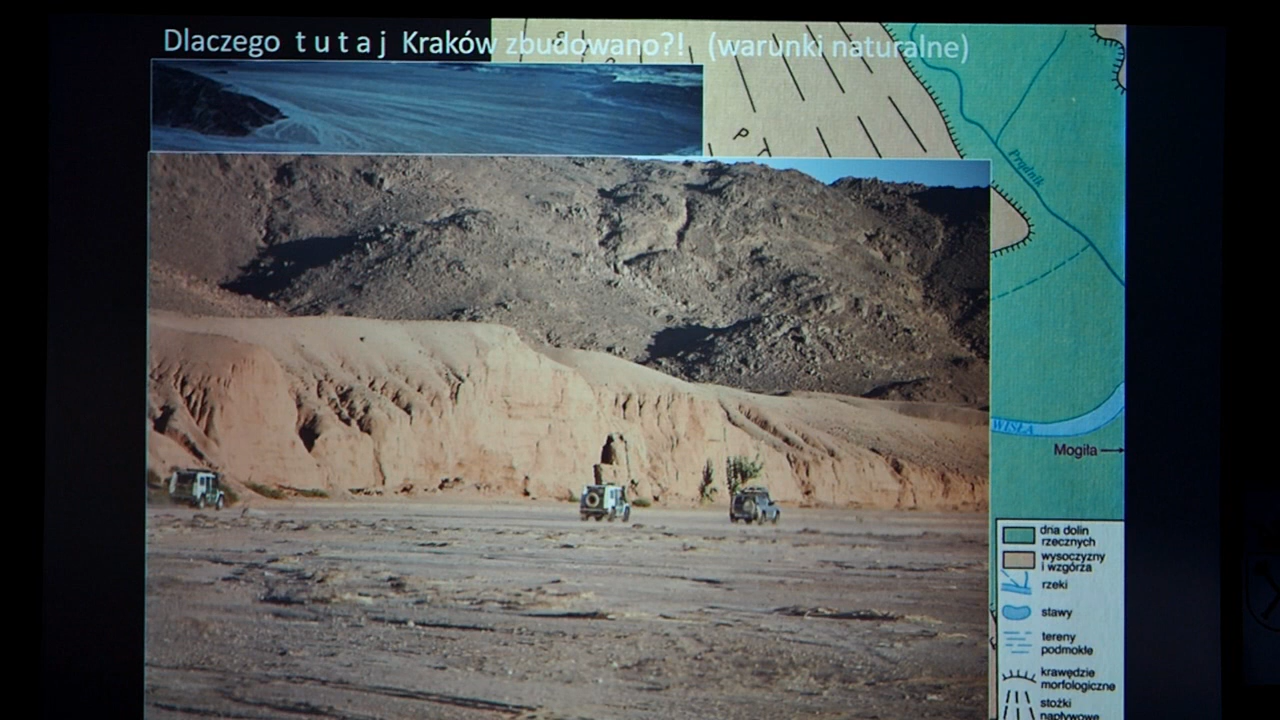 Dlaczego t u t a j Kraków zbudowano?! (warunki naturalne)
P
Prądnik
WISŁA
Mogiła
dna dolin
rzecznych
wysoczyzny
i wzgórza
rzeki
stawy
tereny
podmokłe
krawędzie
morfologiczne
stożki
napływowe